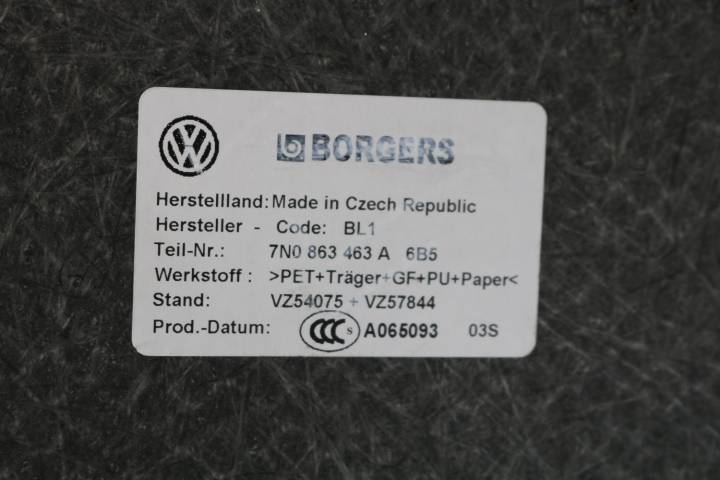 BORGERS
Herstellland: Made in Czech Republic
Hersteller - Code: BL1
Teil-Nr.: 7N0 863 463 A 6B5
Werkstoff : >PET+Träger+GF+PU+Paper<
Stand: VZ54075 + VZ57844
Prod.-Datum: CCC S A065093 03S